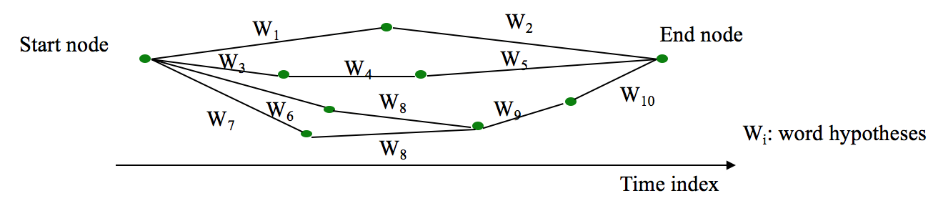 Start node
W₁
W₂
End node
W₃
W₄
W₅
W₆
W₈
W₉
W₁₀
W₇
W₈
Wᵢ: word hypotheses
Time index